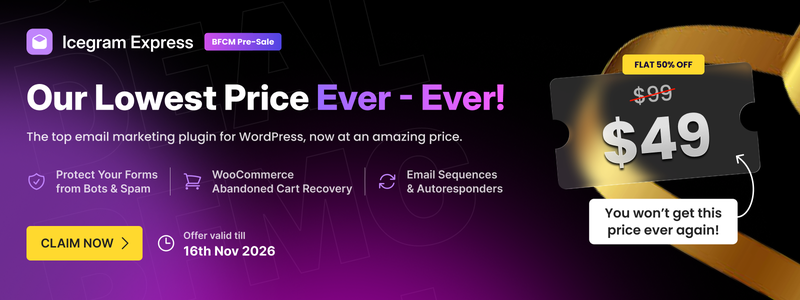 Icegram Express
BFCM Pre-Sale
Our Lowest Price Ever - Ever!
The top email marketing plugin for WordPress, now at an amazing price.
Protect Your Forms
from Bots & Spam
WooCommerce
Abandoned Cart Recovery
Email Sequences
& Autoresponders
CLAIM NOW
Offer valid till
16th Nov 2026
FLAT 50% OFF
$99
$49
You won't get this
price ever again!